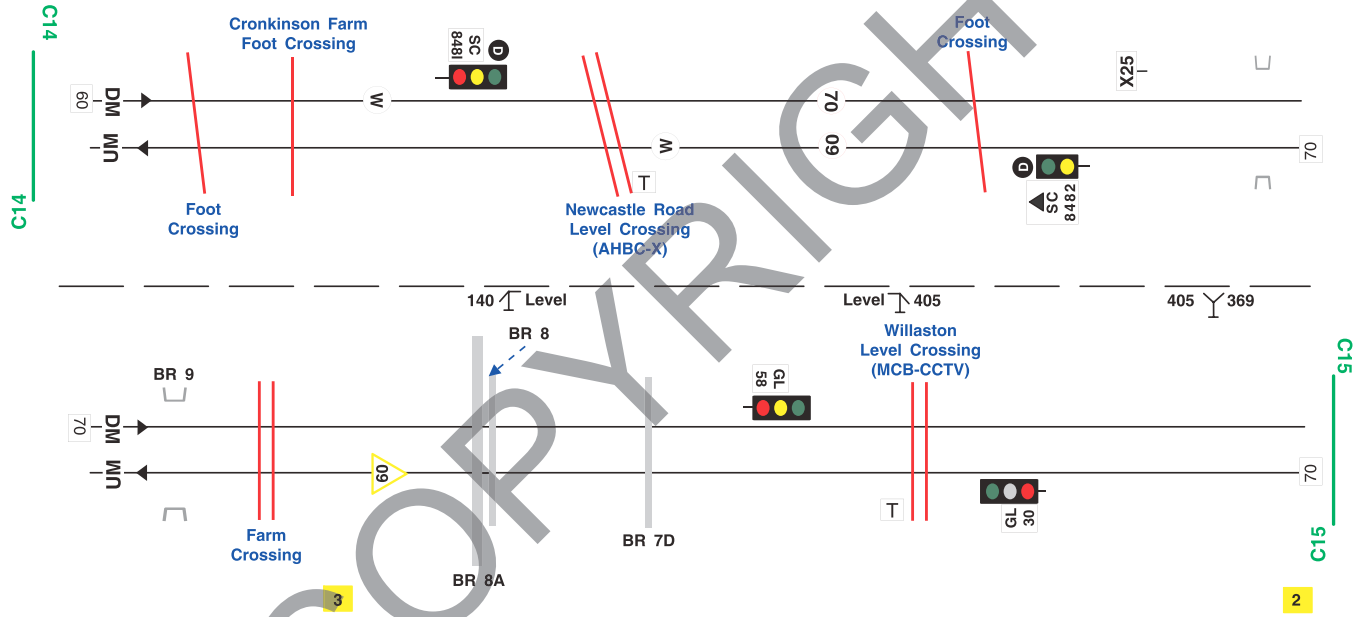 C14
Cronkinson Farm
Foot Crossing
SC
8481
D
Foot
Crossing
X25
60
DM
W
70
UM
W
60
70
T
D
SC
8482
C14
Foot
Crossing
Newcastle Road
Level Crossing
(AHBC-X)
140
Level
Level
405
405
369
BR 8
Willaston
Level Crossing
(MCB-CCTV)
C15
BR 9
GL
58
70
DM
UM
60
70
T
GL
30
Farm
Crossing
BR 7D
BR 8A
C15
3
2
COPYRIGH